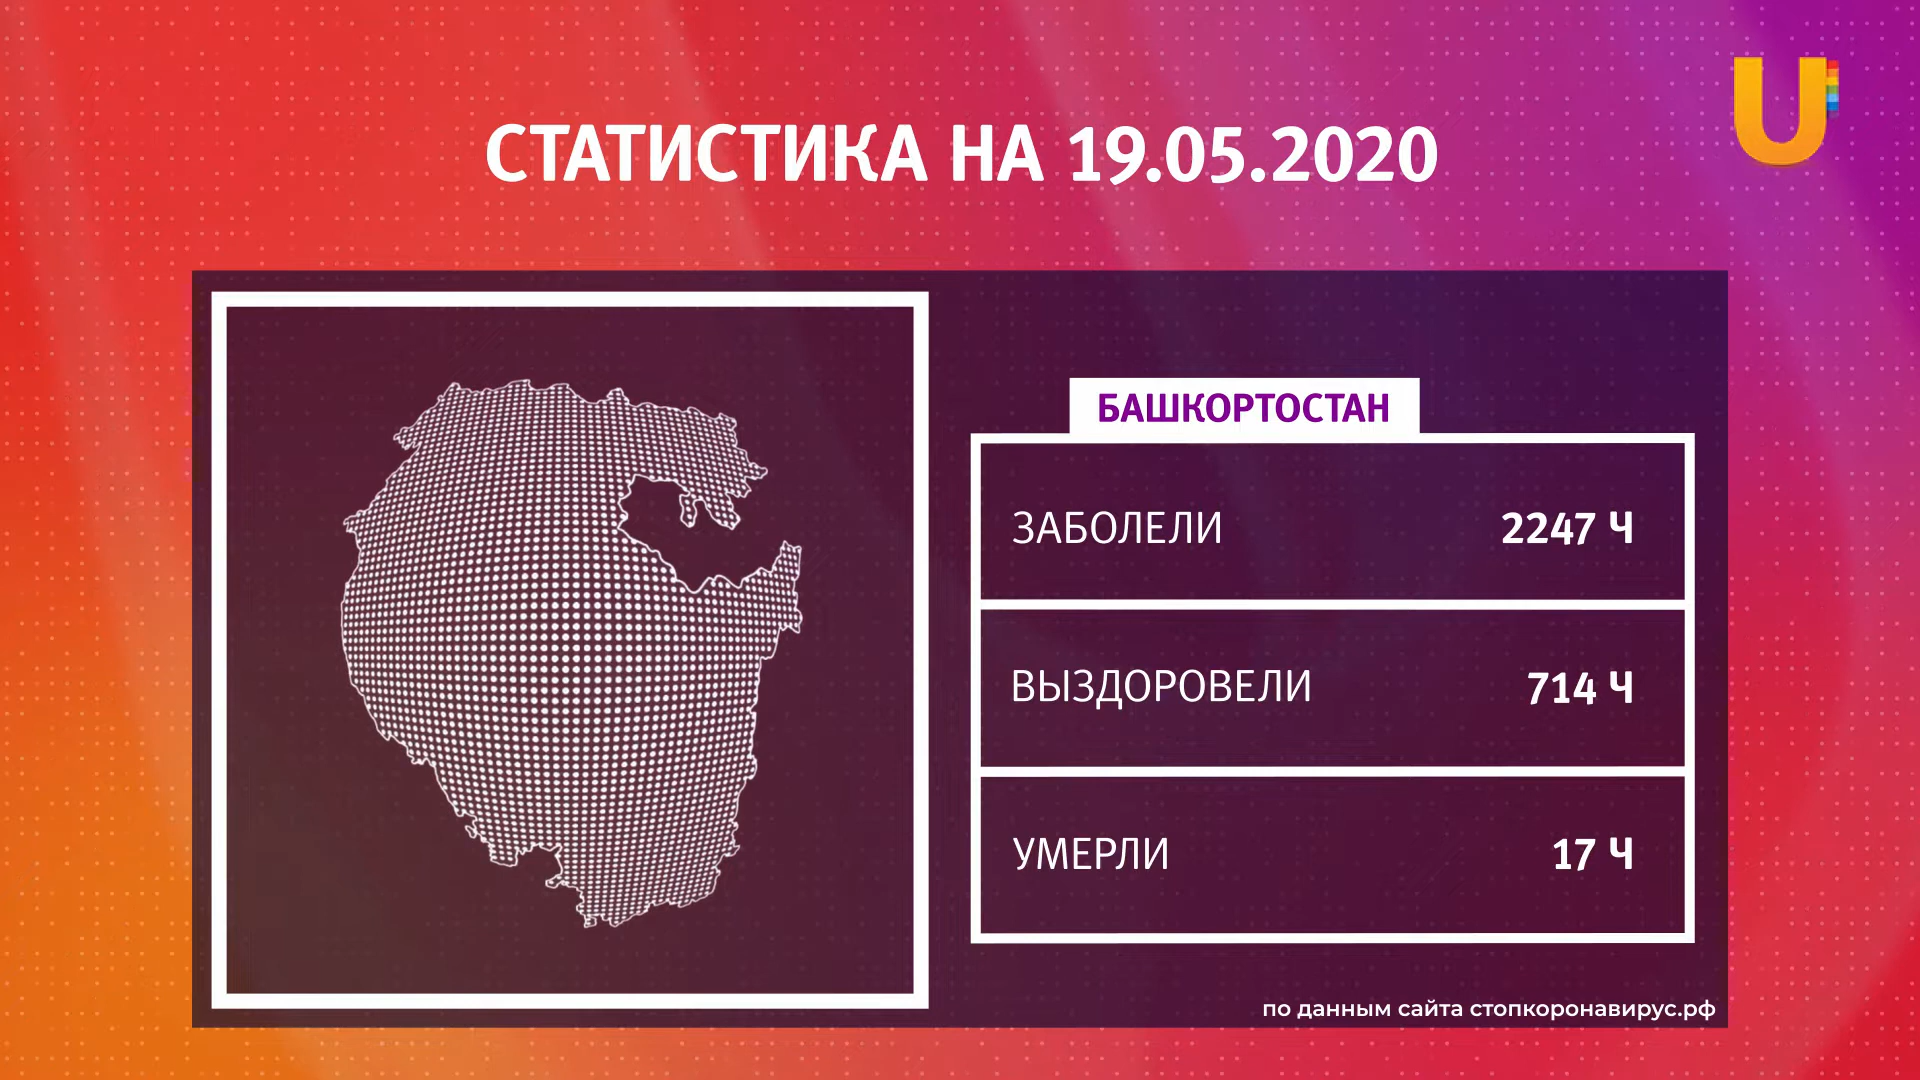 U
СТАТИСТИКА НА 19.05.2020
БАШКОРТОСТАН
ЗАБОЛЕЛИ 2247 Ч
ВЫЗДОРОВЕЛИ 714 Ч
УМЕРЛИ 17 Ч
по данным сайта стопкоронавирус.рф